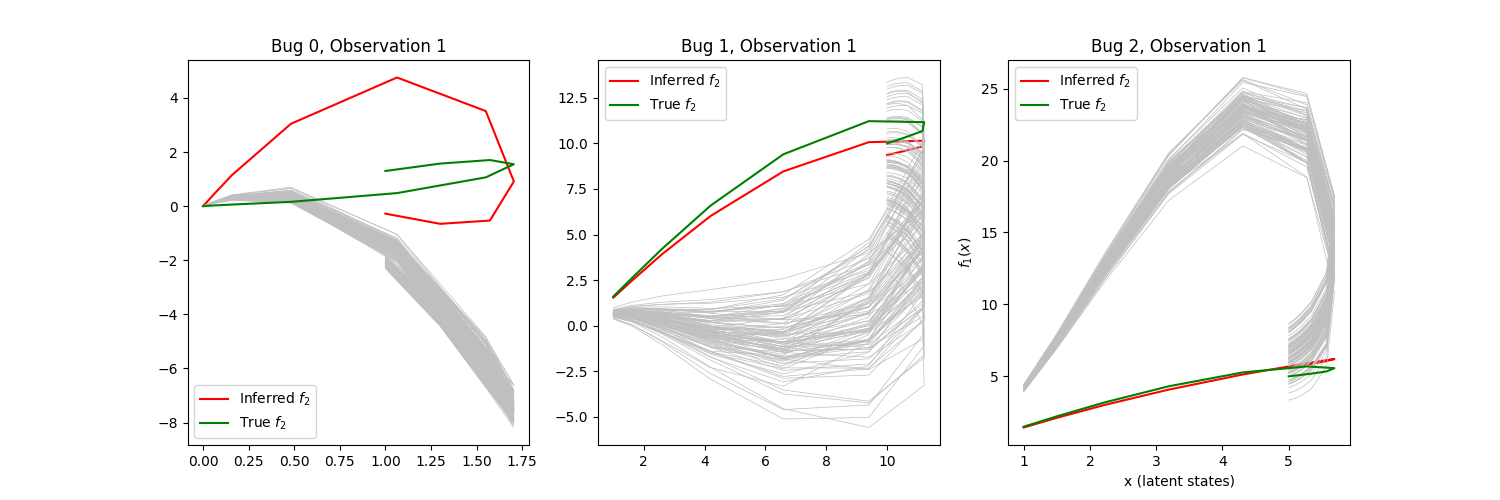 Bug 0, Observation 1
4
2
0
−2
−4
−6
−8
Inferred f₂
True f₂
0.00 0.25 0.50 0.75 1.00 1.25 1.50 1.75
Bug 1, Observation 1
Inferred f₂
True f₂
12.5
10.0
7.5
5.0
2.5
0.0
−2.5
−5.0
2 4 6 8 10
Bug 2, Observation 1
Inferred f₂
True f₂
25
20
15
10
5
f₁(x)
1 2 3 4 5
x (latent states)